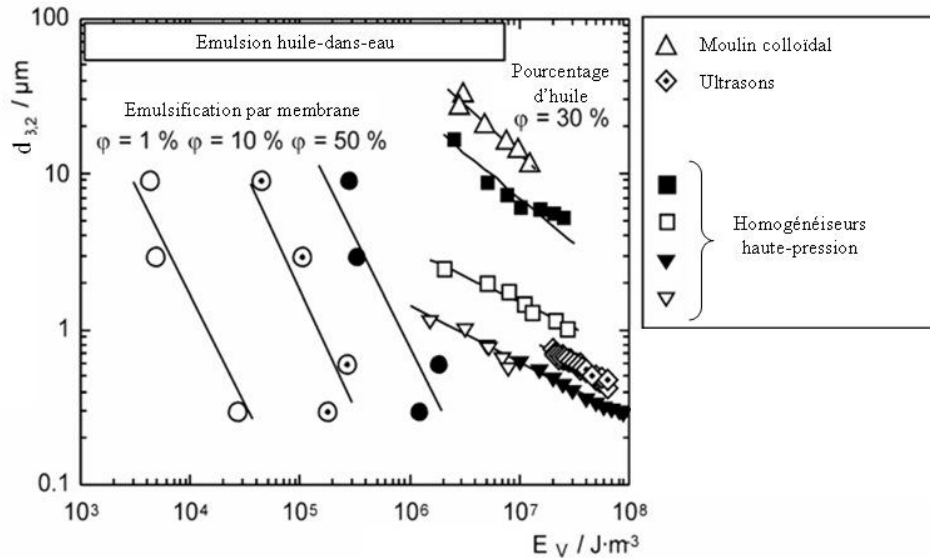 100
Emulsion huile-dans-eau
Pourcentage
d'huile
φ = 30 %
Emulsification par membrane
φ = 1 % φ = 10 % φ = 50 %
d 3,2 / µm
10
1
0.1
10³ 10⁴ 10⁵ 10⁶ 10⁷ 10⁸
E V / J·m⁻³
Moulin colloïdal
Ultrasons
Homogénéiseurs
haute-pression